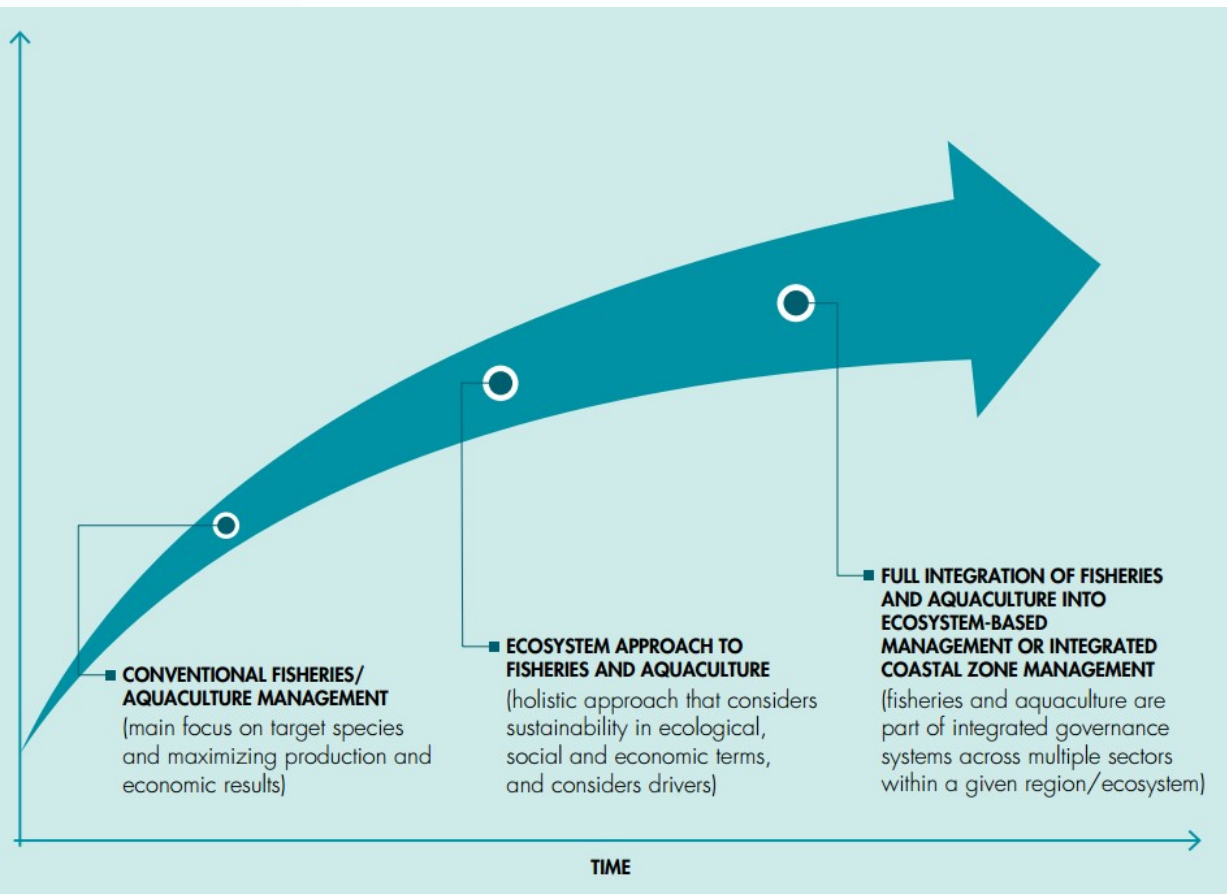 CONVENTIONAL FISHERIES/
AQUACULTURE MANAGEMENT
(main focus on target species
and maximizing production and
economic results)
ECOSYSTEM APPROACH TO
FISHERIES AND AQUACULTURE
(holistic approach that considers
sustainability in ecological,
social and economic terms,
and considers drivers)
FULL INTEGRATION OF FISHERIES
AND AQUACULTURE INTO
ECOSYSTEM-BASED
MANAGEMENT OR INTEGRATED
COASTAL ZONE MANAGEMENT
(fisheries and aquaculture are
part of integrated governance
systems across multiple sectors
within a given region/ecosystem)
TIME